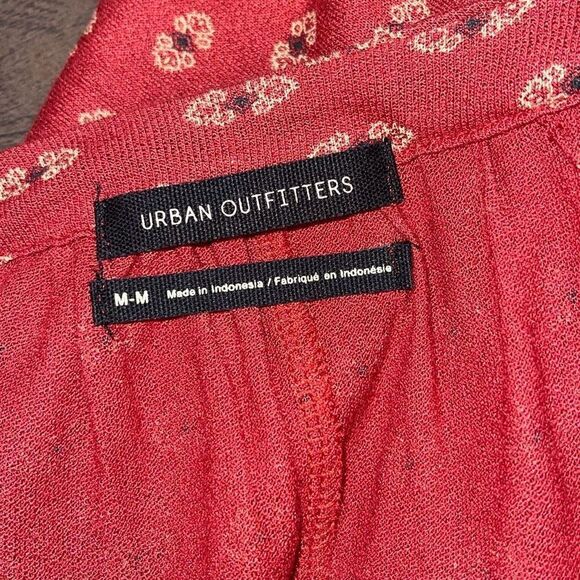 URBAN OUTFITTERS
M-M Made in Indonesia / Fabriqué en Indonésie